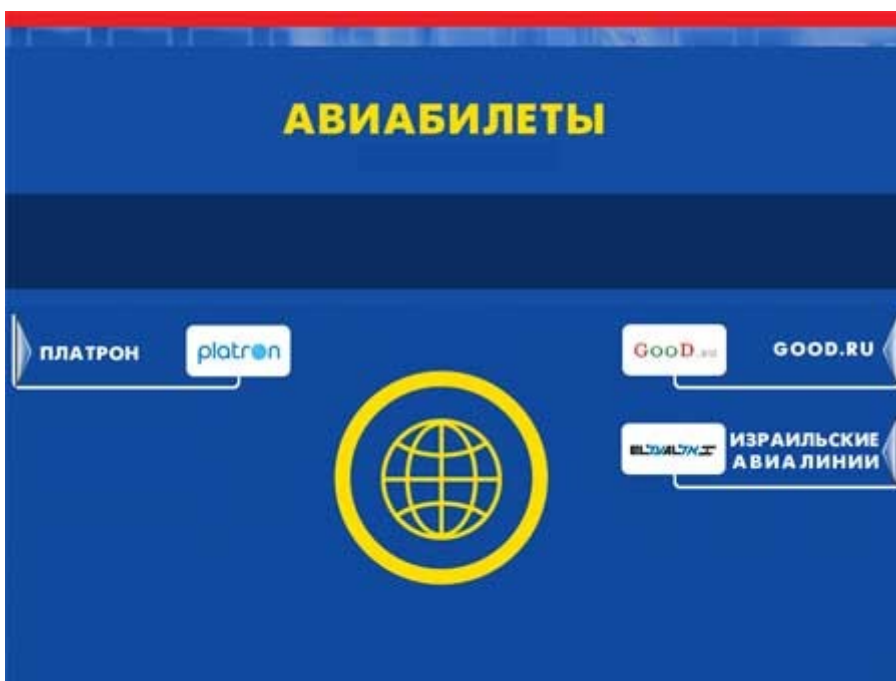 АВИАБИЛЕТЫ
ПЛАТРОН
platron
GooD.RU
GOOD.RU
ИЗРАИЛЬСКИЕ
АВИАЛИНИИ